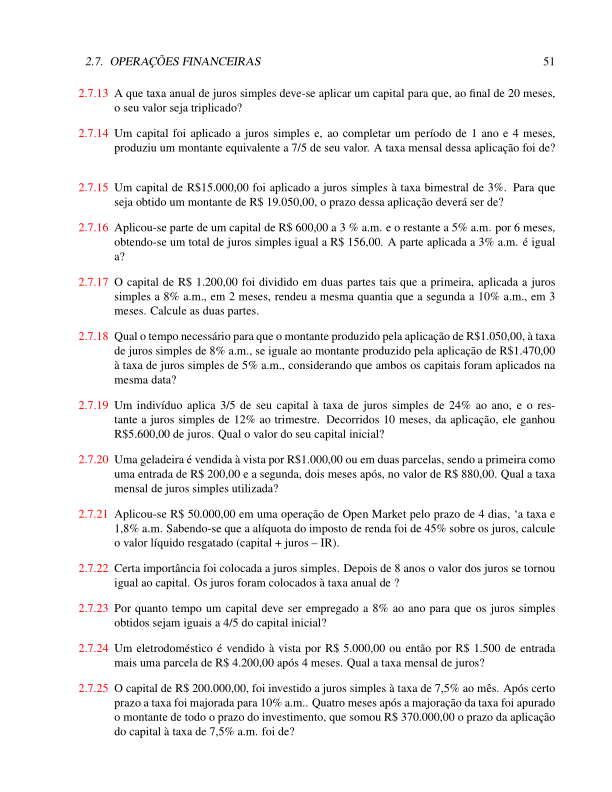 2.7. OPERAÇÕES FINANCEIRAS 51
2.7.13 A que taxa anual de juros simples deve-se aplicar um capital para que, ao final de 20 meses,
o seu valor seja triplicado?
2.7.14 Um capital foi aplicado a juros simples e, ao completar um período de 1 ano e 4 meses,
produziu um montante equivalente a 7/5 de seu valor. A taxa mensal dessa aplicação foi de?
2.7.15 Um capital de R$15.000,00 foi aplicado a juros simples à taxa bimestral de 3%. Para que
seja obtido um montante de R$ 19.050,00, o prazo dessa aplicação deverá ser de?
2.7.16 Aplicou-se parte de um capital de R$ 600,00 a 3 % a.m. e o restante a 5% a.m. por 6 meses,
obtendo-se um total de juros simples igual a R$ 156,00. A parte aplicada a 3% a.m. é igual
a?
2.7.17 O capital de R$ 1.200,00 foi dividido em duas partes tais que a primeira, aplicada a juros
simples a 8% a.m., em 2 meses, rendeu a mesma quantia que a segunda a 10% a.m., em 3
meses. Calcule as duas partes.
2.7.18 Qual o tempo necessário para que o montante produzido pela aplicação de R$1.050,00, à taxa
de juros simples de 8% a.m., se iguale ao montante produzido pela aplicação de R$1.470,00
à taxa de juros simples de 5% a.m., considerando que ambos os capitais foram aplicados na
mesma data?
2.7.19 Um indivíduo aplica 3/5 de seu capital à taxa de juros simples de 24% ao ano, e o res-
tante a juros simples de 12% ao trimestre. Decorridos 10 meses, da aplicação, ele ganhou
R$5.600,00 de juros. Qual o valor do seu capital inicial?
2.7.20 Uma geladeira é vendida à vista por R$1.000,00 ou em duas parcelas, sendo a primeira como
uma entrada de R$ 200,00 e a segunda, dois meses após, no valor de R$ 880,00. Qual a taxa
mensal de juros simples utilizada?
2.7.21 Aplicou-se R$ 50.000,00 em uma operação de Open Market pelo prazo de 4 dias, ‘a taxa e
1,8% a.m. Sabendo-se que a alíquota do imposto de renda foi de 45% sobre os juros, calcule
o valor líquido resgatado (capital + juros – IR).
2.7.22 Certa importância foi colocada a juros simples. Depois de 8 anos o valor dos juros se tornou
igual ao capital. Os juros foram colocados à taxa anual de ?
2.7.23 Por quanto tempo um capital deve ser empregado a 8% ao ano para que os juros simples
obtidos sejam iguais a 4/5 do capital inicial?
2.7.24 Um eletrodoméstico é vendido à vista por R$ 5.000,00 ou então por R$ 1.500 de entrada
mais uma parcela de R$ 4.200,00 após 4 meses. Qual a taxa mensal de juros?
2.7.25 O capital de R$ 200.000,00, foi investido a juros simples à taxa de 7,5% ao mês. Após certo
prazo a taxa foi majorada para 10% a.m.. Quatro meses após a majoração da taxa foi apurado
o montante de todo o prazo do investimento, que somou R$ 370.000,00 o prazo da aplicação
do capital à taxa de 7,5% a.m. foi de?